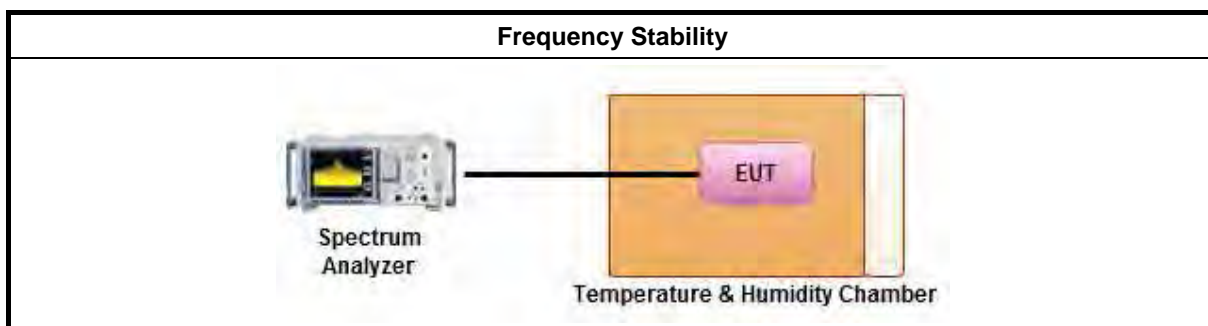 Frequency Stability
EUT
Spectrum
Analyzer
Temperature & Humidity Chamber